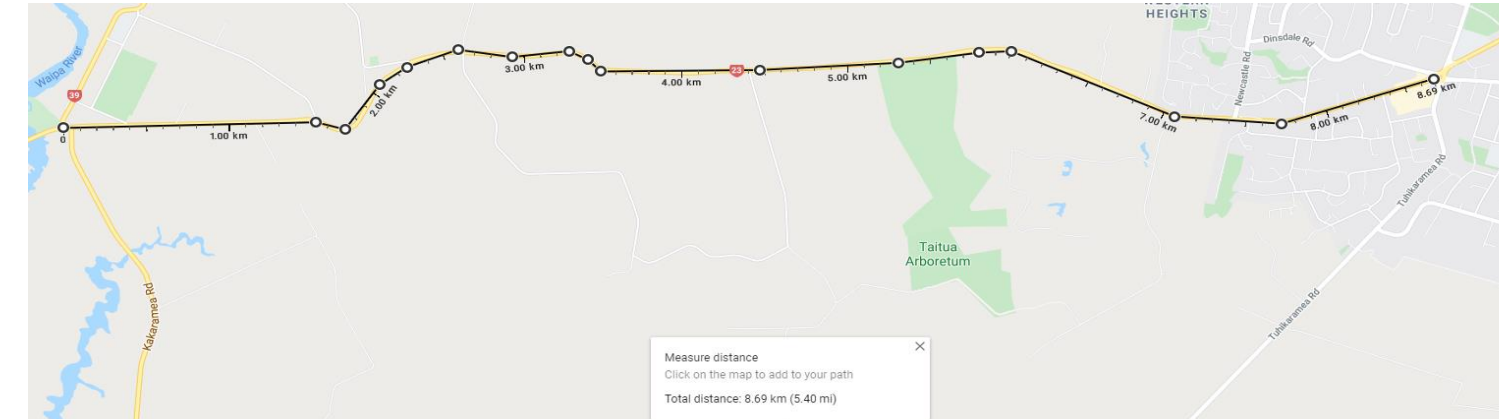 HEIGHTS
Dinsdale Rd
Waipa River
Newcastle Rd
39
23
0
1.00 km
2.00 km
3.00 km
4.00 km
5.00 km
7.00 km
8.00 km
8.69 km
Tuhikaramea Rd
Taitua
Arboretum
Kakaramea Rd
Tuhikaramea Rd
Measure distance
Click on the map to add to your path
Total distance: 8.69 km (5.40 mi)